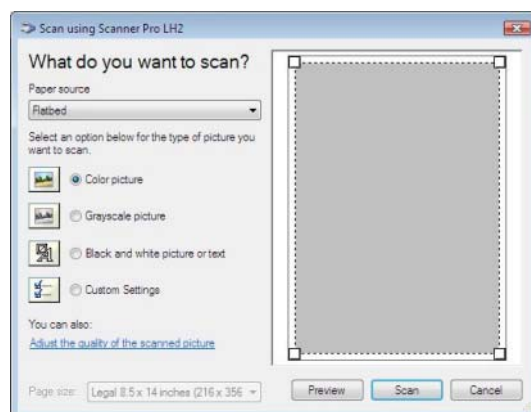 Scan using Scanner Pro LH2
What do you want to scan?
Paper source
Flatbed
Select an option below for the type of picture you
want to scan.
Color picture
Grayscale picture
Black and white picture or text
Custom Settings
You can also:
Adjust the quality of the scanned picture
Page size: Legal 8.5 x 14 inches (216 x 356
Preview Scan Cancel